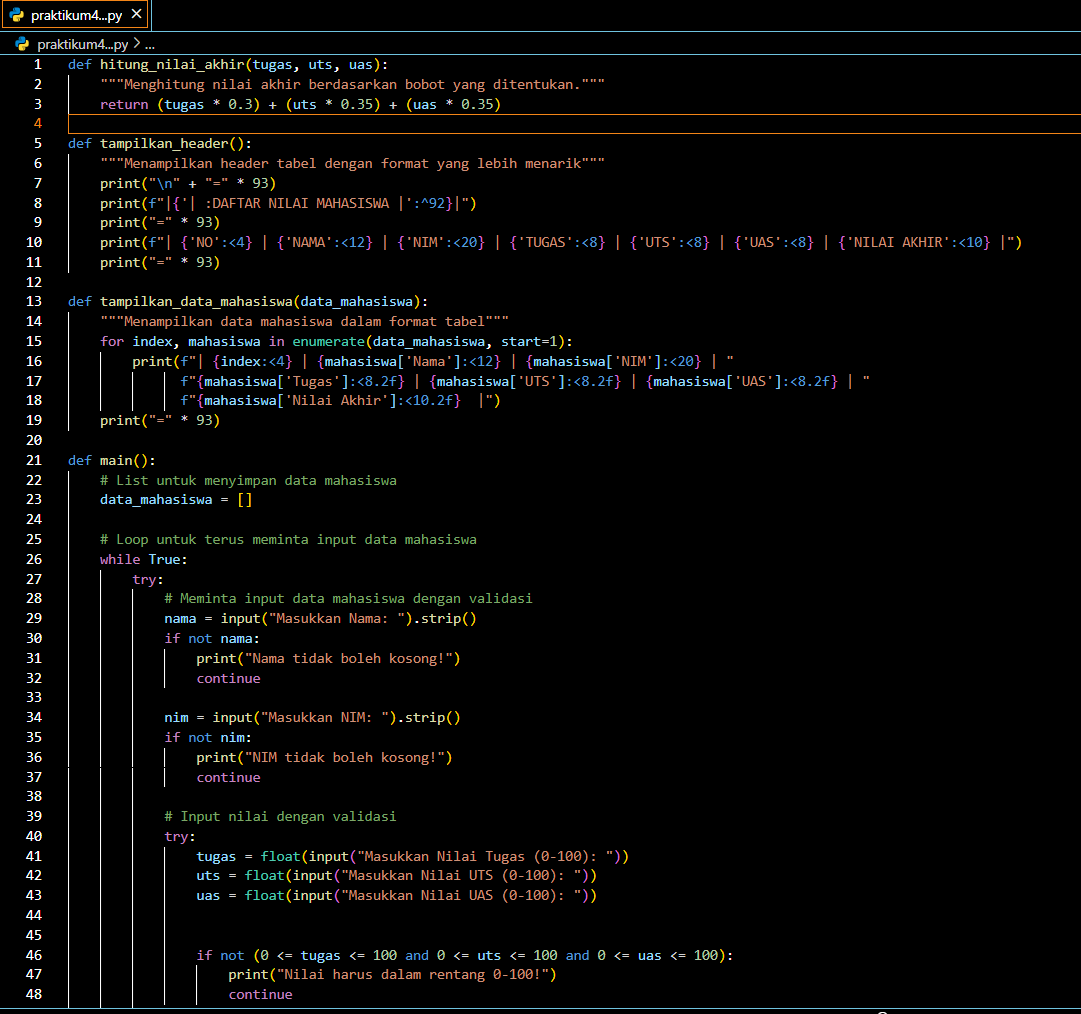 praktikum4...py ×
praktikum4...py > ...
1 def hitung_nilai_akhir(tugas, uts, uas):
2     """Menghitung nilai akhir berdasarkan bobot yang ditentukan."""
3     return (tugas * 0.3) + (uts * 0.35) + (uas * 0.35)
4
5 def tampilkan_header():
6     """Menampilkan header tabel dengan format yang lebih menarik"""
7     print("\n" + "=" * 93)
8     print(f"|{'| :DAFTAR NILAI MAHASISWA |':^92}|")
9     print("=" * 93)
10     print(f"| {'NO':<4} | {'NAMA':<12} | {'NIM':<20} | {'TUGAS':<8} | {'UTS':<8} | {'UAS':<8} | {'NILAI AKHIR':<10} |")
11     print("=" * 93)
12
13 def tampilkan_data_mahasiswa(data_mahasiswa):
14     """Menampilkan data mahasiswa dalam format tabel"""
15     for index, mahasiswa in enumerate(data_mahasiswa, start=1):
16         print(f"| {index:<4} | {mahasiswa['Nama']:<12} | {mahasiswa['NIM']:<20} | "
17               f"{mahasiswa['Tugas']:<8.2f} | {mahasiswa['UTS']:<8.2f} | {mahasiswa['UAS']:<8.2f} | "
18               f"{mahasiswa['Nilai Akhir']:<10.2f}  |")
19     print("=" * 93)
20
21 def main():
22     # List untuk menyimpan data mahasiswa
23     data_mahasiswa = []
24
25     # Loop untuk terus meminta input data mahasiswa
26     while True:
27         try:
28             # Meminta input data mahasiswa dengan validasi
29             nama = input("Masukkan Nama: ").strip()
30             if not nama:
31                 print("Nama tidak boleh kosong!")
32                 continue
33
34             nim = input("Masukkan NIM: ").strip()
35             if not nim:
36                 print("NIM tidak boleh kosong!")
37                 continue
38
39             # Input nilai dengan validasi
40             try:
41                 tugas = float(input("Masukkan Nilai Tugas (0-100): "))
42                 uts = float(input("Masukkan Nilai UTS (0-100): "))
43                 uas = float(input("Masukkan Nilai UAS (0-100): "))
44
45
46                 if not (0 <= tugas <= 100 and 0 <= uts <= 100 and 0 <= uas <= 100):
47                     print("Nilai harus dalam rentang 0-100!")
48                     continue